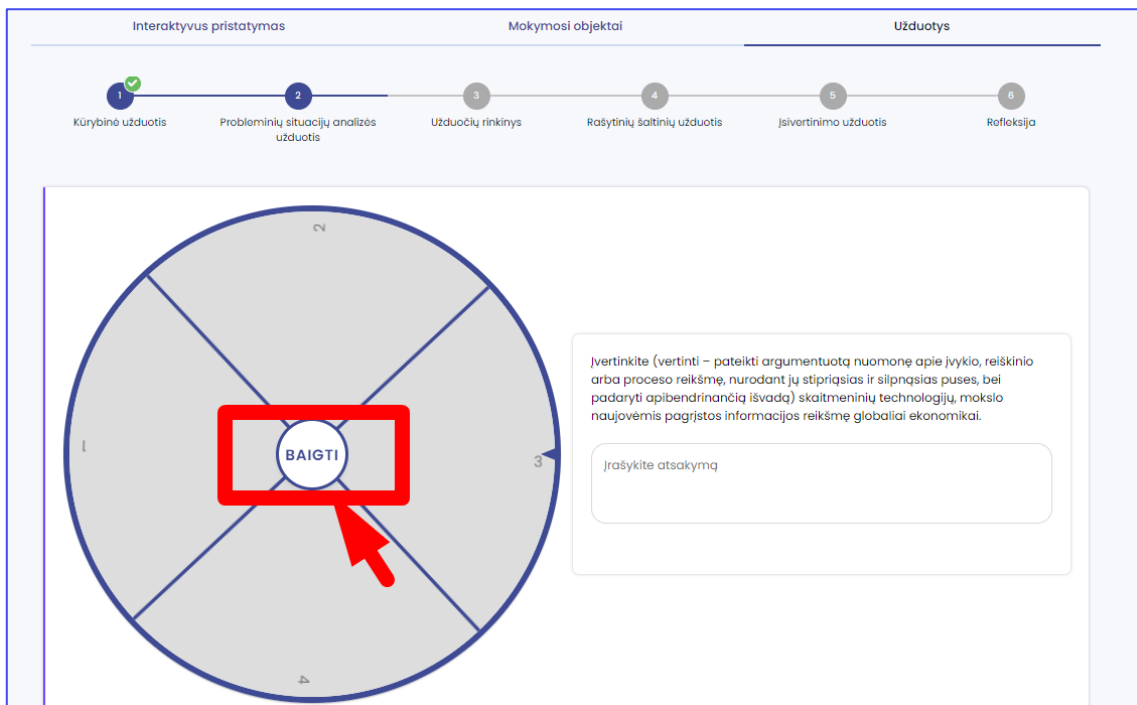 Interaktyvus pristatymas
Mokymosi objektai
Užduotys
1
2
3
4
5
6
Kūrybinė užduotis
Probleminių situacijų analizės
užduotis
Užduočių rinkinys
Rašytinių šaltinių užduotis
Įsivertinimo užduotis
Refleksija
2
1
BAIGTI
3
4
Įvertinkite (vertinti – pateikti argumentuotą nuomonę apie įvykio, reiškinio
arba proceso reikšmę, nurodant jų stipriąsias ir silpnąsias puses, bei
padaryti apibendrinančią išvadą) skaitmeninių technologijų, mokslo
naujovėmis pagrįstos informacijos reikšmę globaliai ekonomikai.
Įrašykite atsakymą